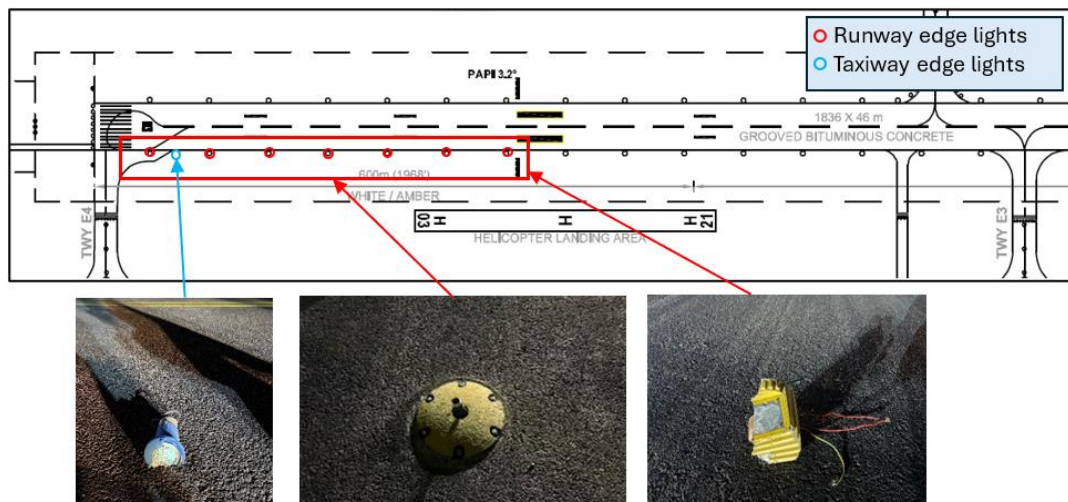 Runway edge lights
Taxiway edge lights
PAPI 3.2°
1836 X 46 m
GROOVED BITUMINOUS CONCRETE
600m (1968')
WHITE / AMBER
TWY E4
03 H H H 21
HELICOPTER LANDING AREA
TWY E3